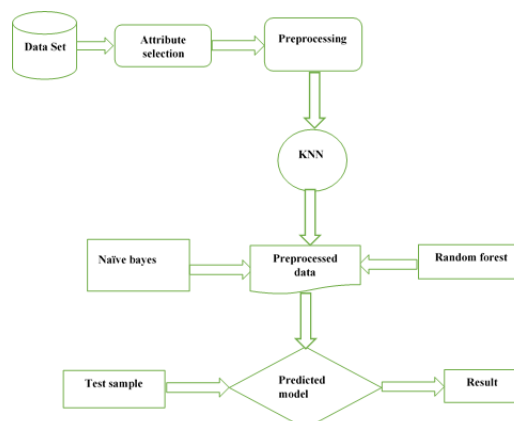 Data Set
Attribute
selection
Preprocessing
KNN
Naïve bayes
Preprocessed
data
Random forest
Test sample
Predicted
model
Result